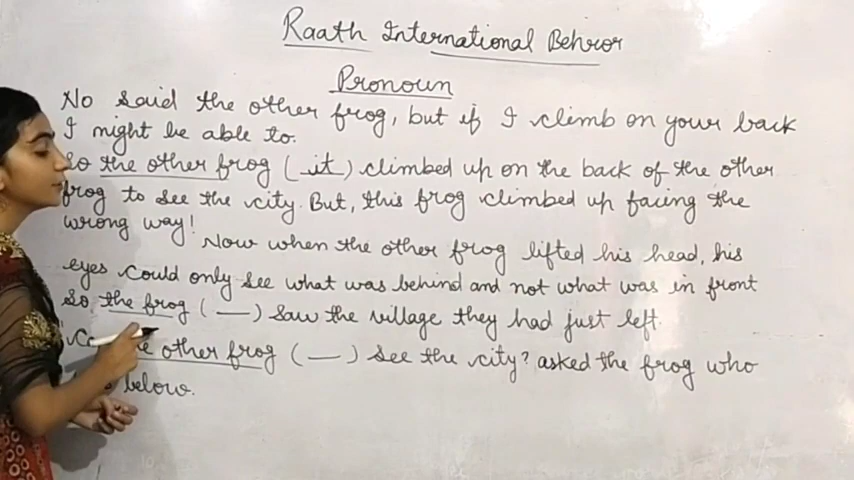 Raath International Behror
Pronoun
No said the other frog, but if I climb on your back
I might be able to.
So the other frog (it) climbed up on the back of the other
frog to see the city. But, this frog climbed up facing the
wrong way!
Now when the other frog lifted his head, his
eyes could only see what was behind and not what was in front
So the frog ( __ ) saw the village they had just left.
other frog ( __ ) see the city? asked the frog who
below.